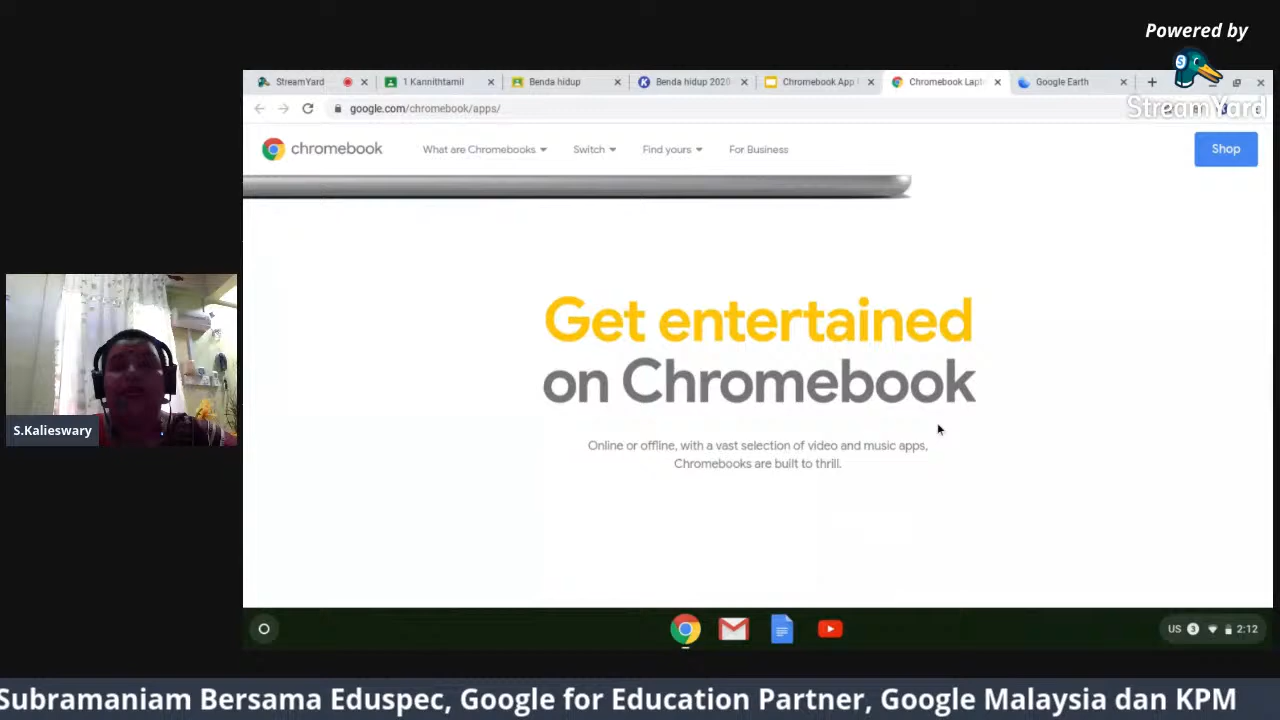 Powered by
StreamYard
StreamYard
1 Kannithtamil
Benda hidup
Benda hidup 2020
Chromebook App
Chromebook Lapt
Google Earth
google.com/chromebook/apps/
chromebook
What are Chromebooks
Switch
Find yours
For Business
Shop
Get entertained
on Chromebook
Online or offline, with a vast selection of video and music apps,
Chromebooks are built to thrill.
S.Kalieswary
US
3
2:12
Subramaniam Bersama Eduspec, Google for Education Partner, Google Malaysia dan KPM